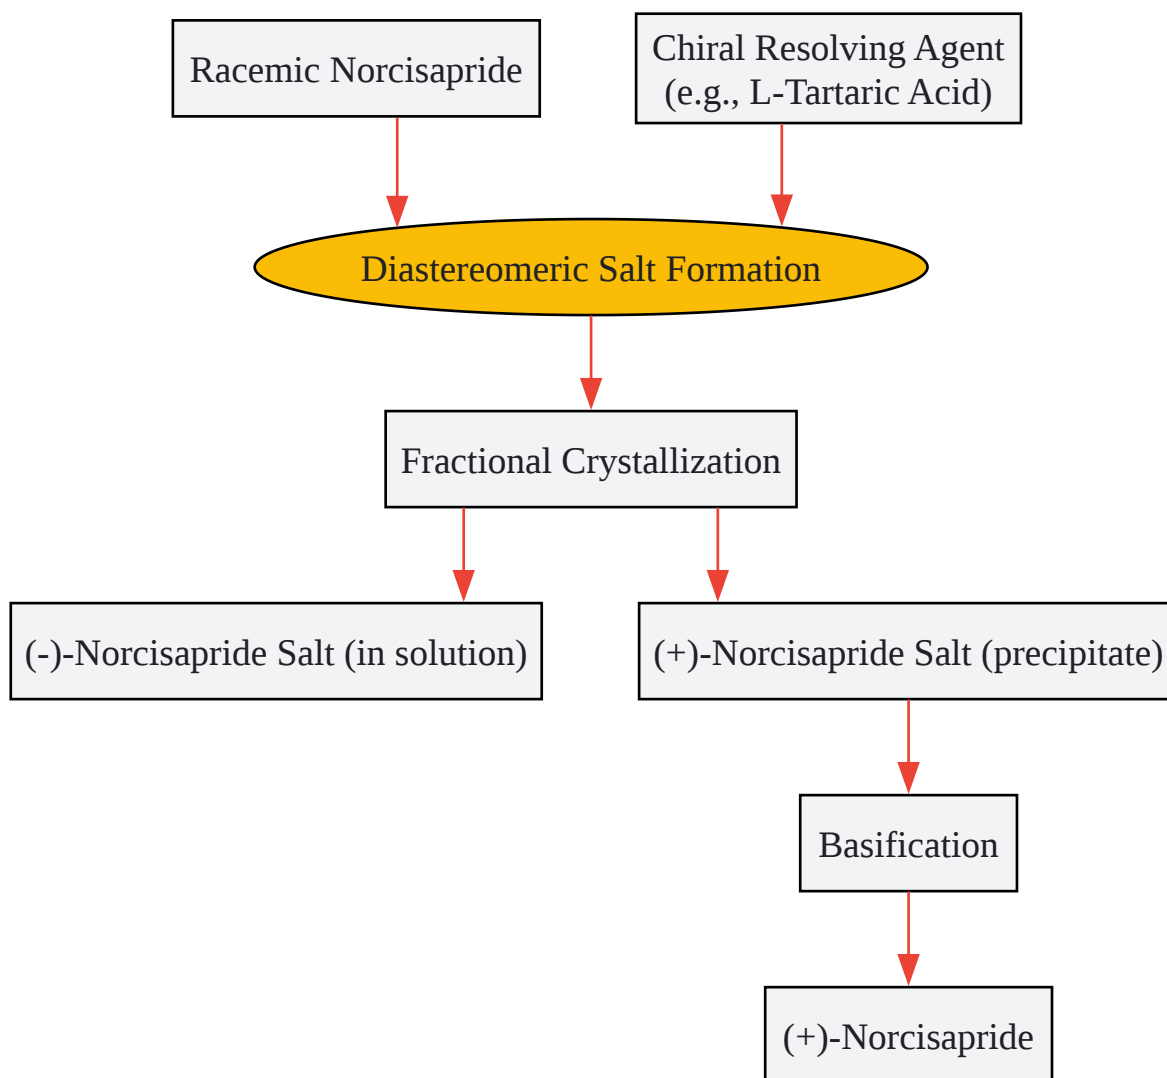 Racemic Norcisapride
Chiral Resolving Agent
(e.g., L-Tartaric Acid)
Diastereomeric Salt Formation
Fractional Crystallization
(-)-Norcisapride Salt (in solution)
(+)-Norcisapride Salt (precipitate)
Basification
(+)-Norcisapride